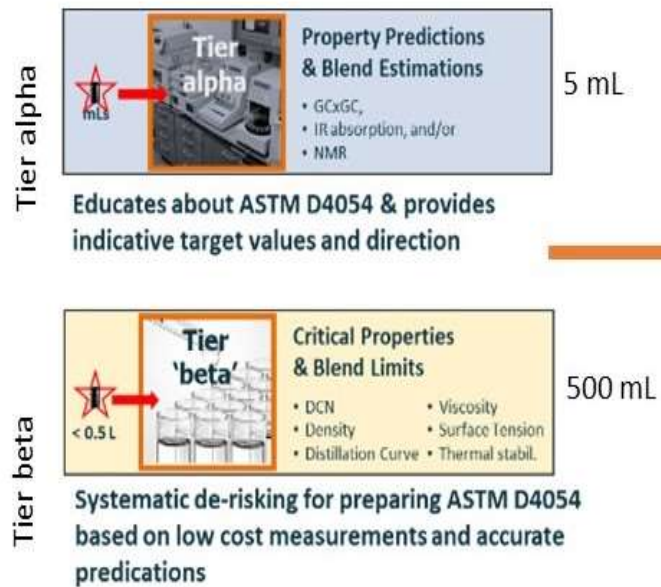 Tier alpha
mLs
Tier
alpha
Property Predictions
& Blend Estimations
• GCxGC,
• IR absorption, and/or
• NMR
5 mL
Educates about ASTM D4054 & provides
indicative target values and direction
Tier beta
< 0.5 L
Tier
'beta'
Critical Properties
& Blend Limits
• DCN
• Density
• Distillation Curve
• Viscosity
• Surface Tension
• Thermal stabil.
500 mL
Systematic de-risking for preparing ASTM D4054
based on low cost measurements and accurate
predications